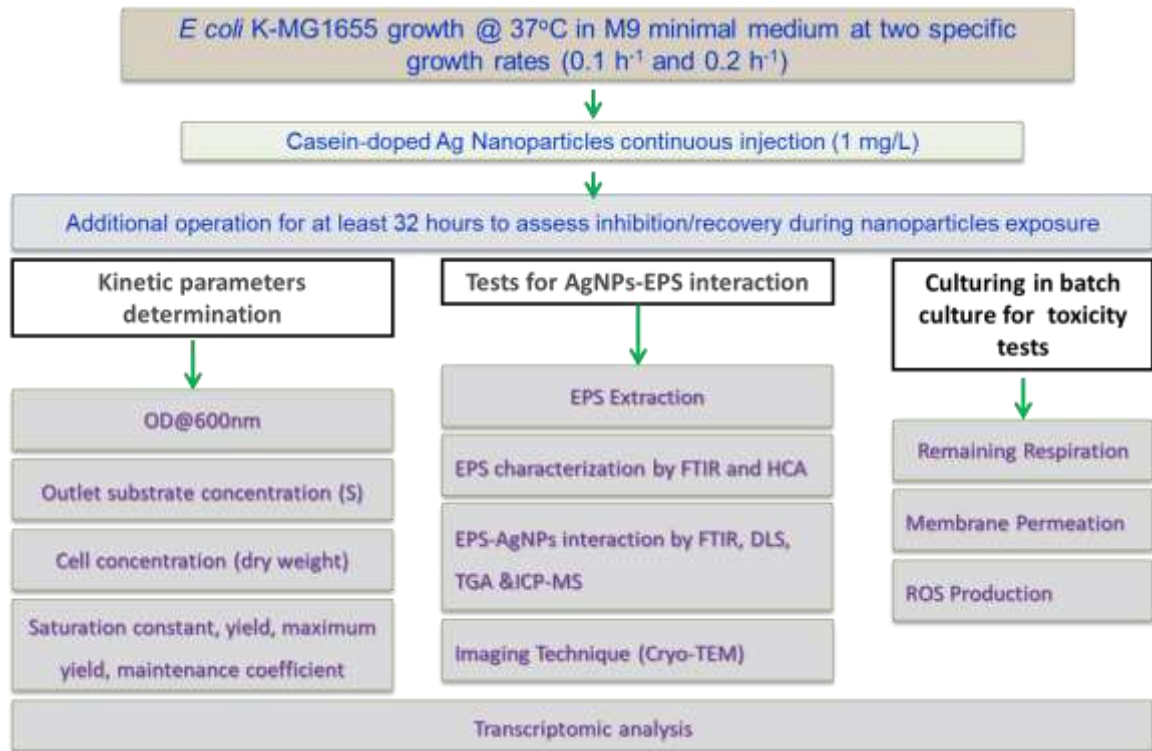 E coli K-MG1655 growth @ 37°C in M9 minimal medium at two specific
growth rates (0.1 h⁻¹ and 0.2 h⁻¹)
Casein-doped Ag Nanoparticles continuous injection (1 mg/L)
Additional operation for at least 32 hours to assess inhibition/recovery during nanoparticles exposure
Kinetic parameters
determination
OD@600nm
Outlet substrate concentration (S)
Cell concentration (dry weight)
Saturation constant, yield, maximum
yield, maintenance coefficient
Tests for AgNPs-EPS interaction
EPS Extraction
EPS characterization by FTIR and HCA
EPS-AgNPs interaction by FTIR, DLS,
TGA &ICP-MS
Imaging Technique (Cryo-TEM)
Culturing in batch
culture for toxicity
tests
Remaining Respiration
Membrane Permeation
ROS Production
Transcriptomic analysis